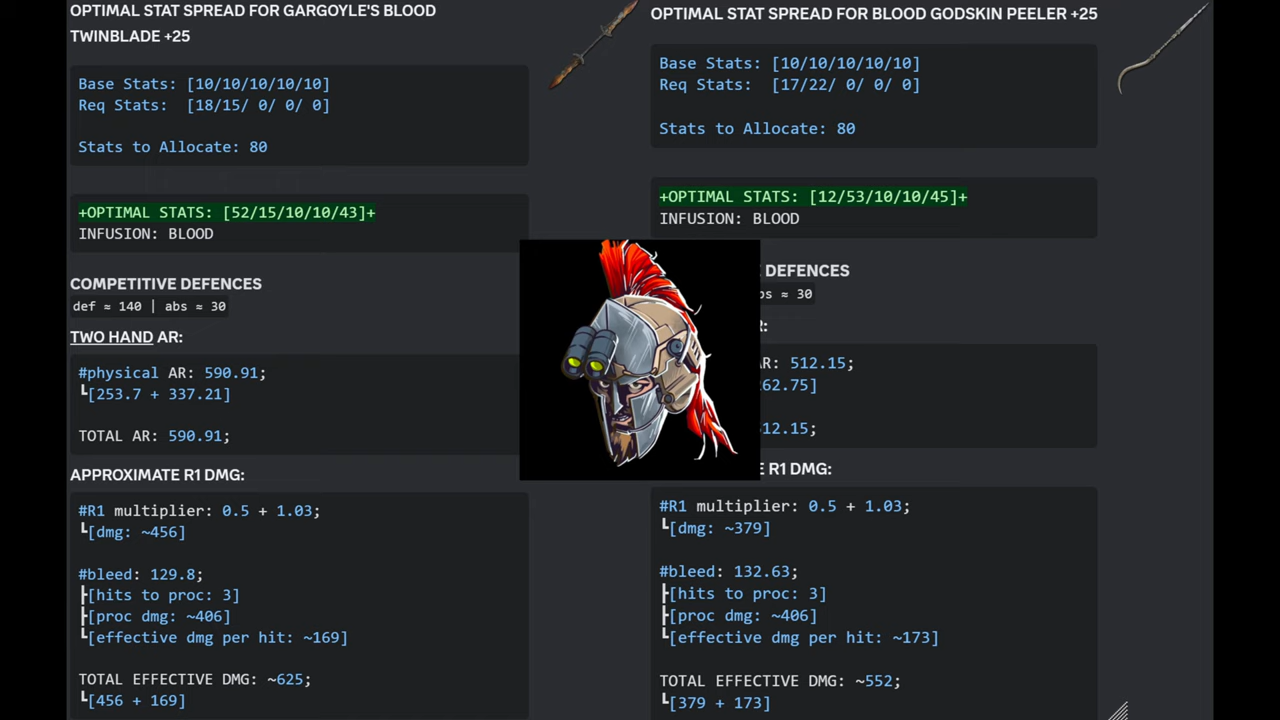 OPTIMAL STAT SPREAD FOR GARGOYLE'S BLOOD
TWINBLADE +25
Base Stats: [10/10/10/10/10]
Req Stats: [18/15/ 0/ 0/ 0]
Stats to Allocate: 80
+OPTIMAL STATS: [52/15/10/10/43]+
INFUSION: BLOOD
COMPETITIVE DEFENCES
def ≈ 140 | abs ≈ 30
TWO HAND AR:
#physical AR: 590.91;
┖[253.7 + 337.21]
TOTAL AR: 590.91;
APPROXIMATE R1 DMG:
#R1 multiplier: 0.5 + 1.03;
┖[dmg: ~456]
#bleed: 129.8;
┠[hits to proc: 3]
┠[proc dmg: ~406]
┖[effective dmg per hit: ~169]
TOTAL EFFECTIVE DMG: ~625;
┖[456 + 169]
OPTIMAL STAT SPREAD FOR BLOOD GODSKIN PEELER +25
Base Stats: [10/10/10/10/10]
Req Stats: [17/22/ 0/ 0/ 0]
Stats to Allocate: 80
+OPTIMAL STATS: [12/53/10/10/45]+
INFUSION: BLOOD
DEFENCES
≈ 30
AR: 512.15;
62.75]
12.15;
R1 DMG:
#R1 multiplier: 0.5 + 1.03;
┖[dmg: ~379]
#bleed: 132.63;
┠[hits to proc: 3]
┠[proc dmg: ~406]
┖[effective dmg per hit: ~173]
TOTAL EFFECTIVE DMG: ~552;
┖[379 + 173]